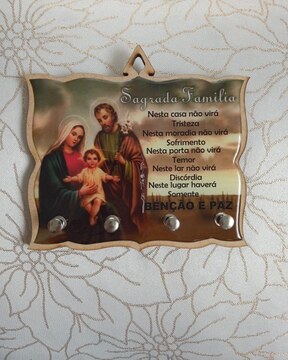 Sagrada Família
Nesta casa não virá
Tristeza
Nesta moradia não virá
Sofrimento
Nesta porta não virá
Temor
Neste lar não virá
Discórdia
Neste lugar haverá
Somente
BENÇÃO E PAZ